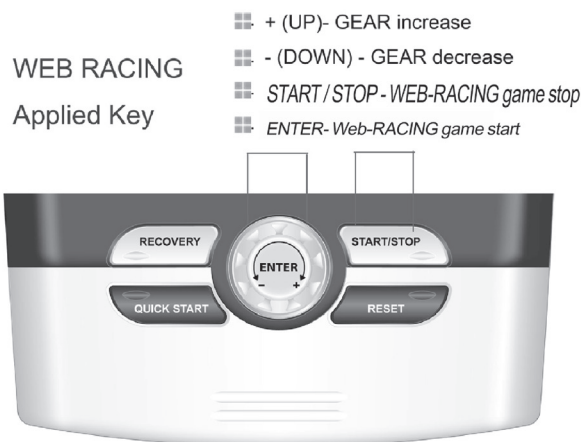 + (UP)- GEAR increase
- (DOWN) - GEAR decrease
START / STOP - WEB-RACING game stop
ENTER- Web-RACING game start
WEB RACING
Applied Key
RECOVERY
ENTER
START/STOP
- +
QUICK START
RESET